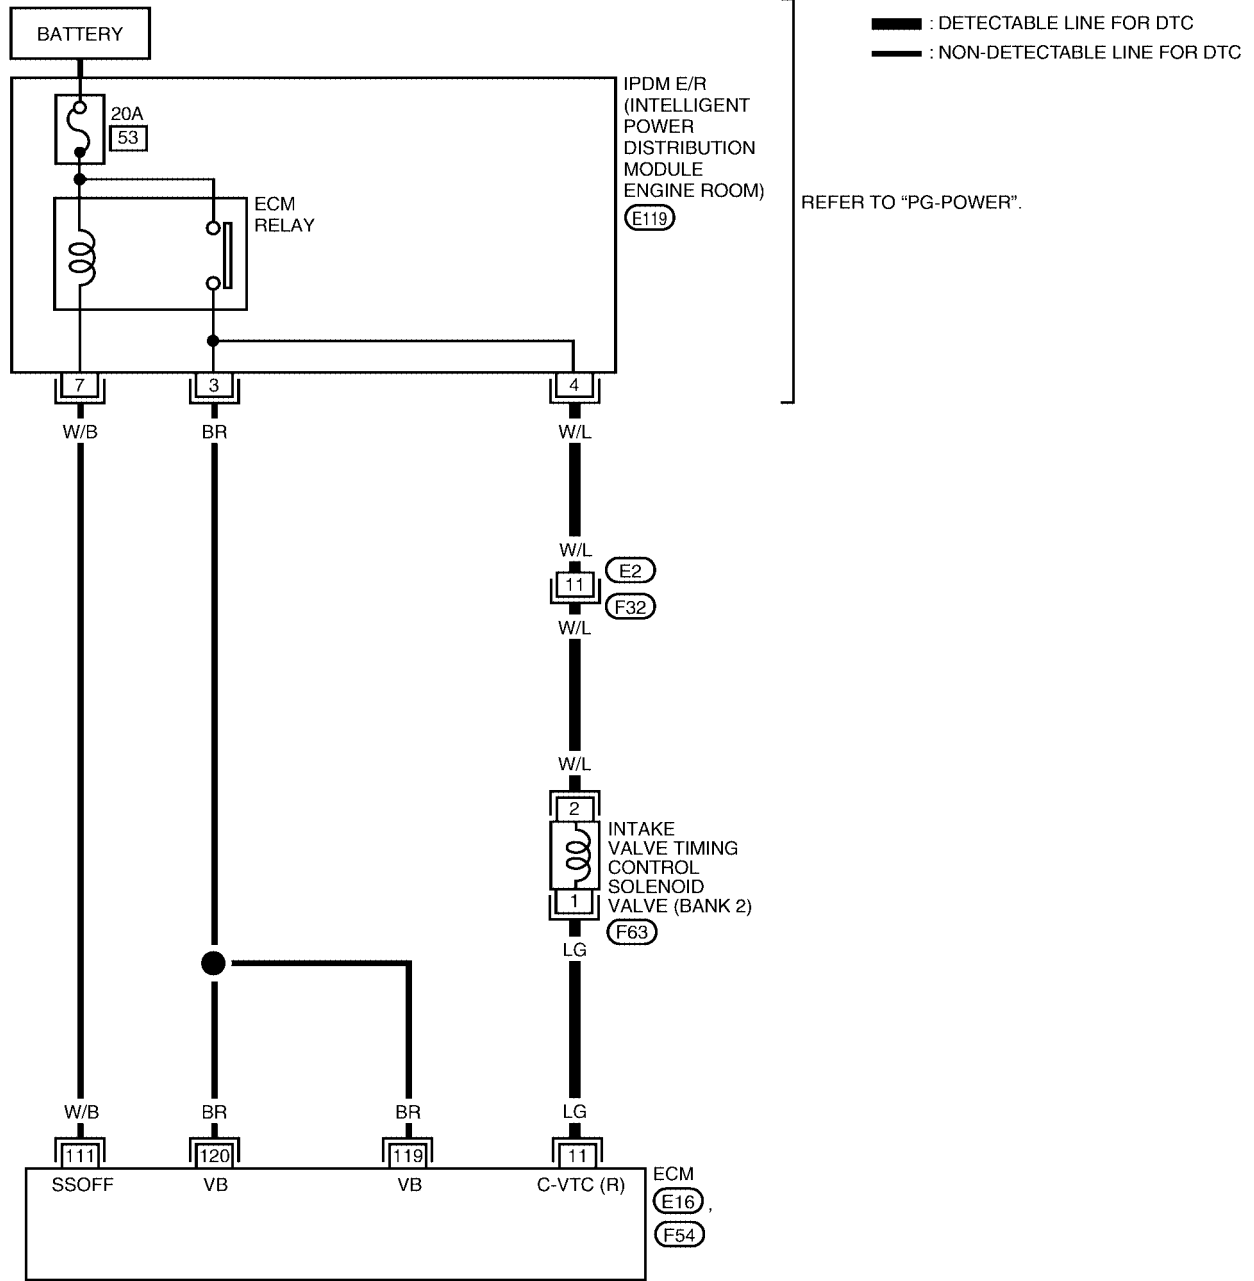 BATTERY
: DETECTABLE LINE FOR DTC
: NON-DETECTABLE LINE FOR DTC
20A
53
IPDM E/R
(INTELLIGENT
POWER
DISTRIBUTION
MODULE
ENGINE ROOM)
E119
ECM
RELAY
REFER TO “PG-POWER”.
7
3
4
W/B
BR
W/L
W/L
E2
11
F32
W/L
W/L
2
INTAKE
VALVE TIMING
CONTROL
SOLENOID
VALVE (BANK 2)
1
F63
LG
W/B
BR
BR
LG
111
120
119
11
SSOFF
VB
VB
C-VTC (R)
ECM
E16 ,
F54